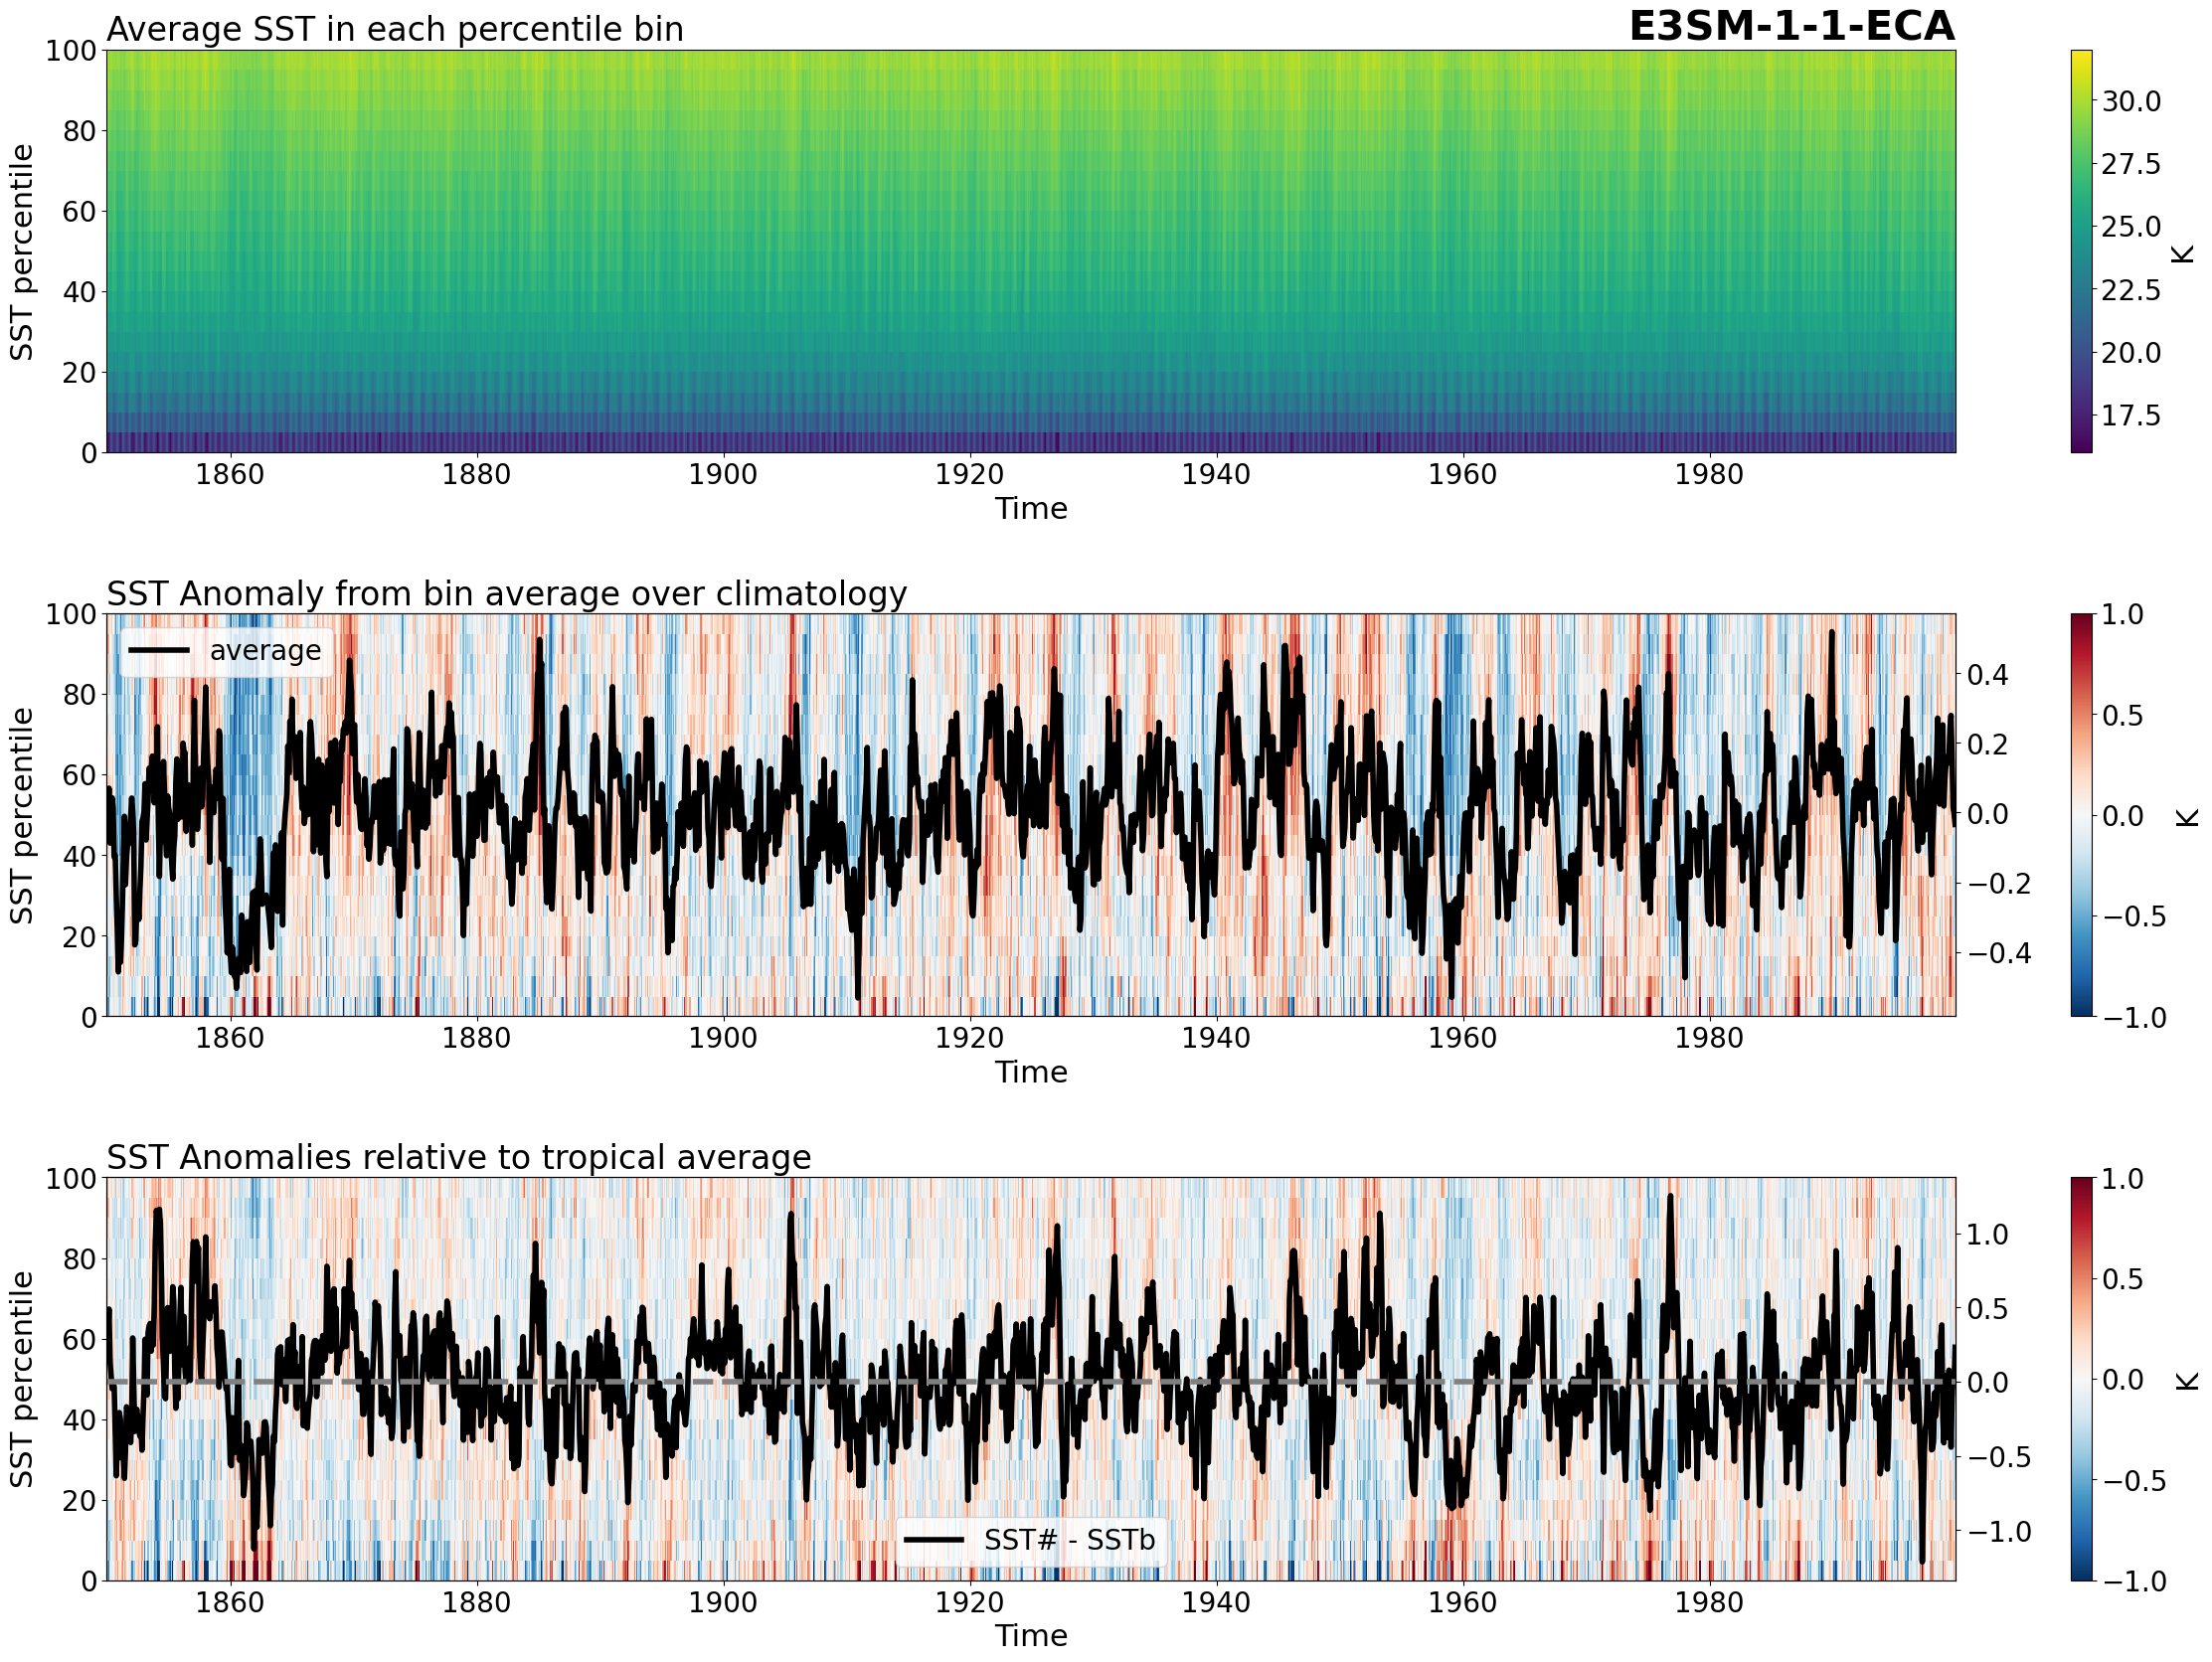 Average SST in each percentile bin
E3SM-1-1-ECA
100
80
60
40
20
0
SST percentile
1860 1880 1900 1920 1940 1960 1980
Time
30.0
27.5
25.0
22.5
20.0
17.5
K
SST Anomaly from bin average over climatology
average
100
80
60
40
20
0
SST percentile
1860 1880 1900 1920 1940 1960 1980
Time
0.4
0.2
0.0
−0.2
−0.4
1.0
0.5
0.0
−0.5
−1.0
K
SST Anomalies relative to tropical average
100
80
60
40
20
0
SST percentile
SST# - SSTb
1860 1880 1900 1920 1940 1960 1980
Time
1.0
0.5
0.0
−0.5
−1.0
1.0
0.5
0.0
−0.5
−1.0
K